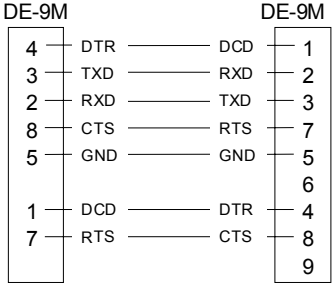 DE-9M DE-9M
4 DTR DCD 1
3 TXD RXD 2
2 RXD TXD 3
8 CTS RTS 7
5 GND GND 5
6
1 DCD DTR 4
7 RTS CTS 8
9